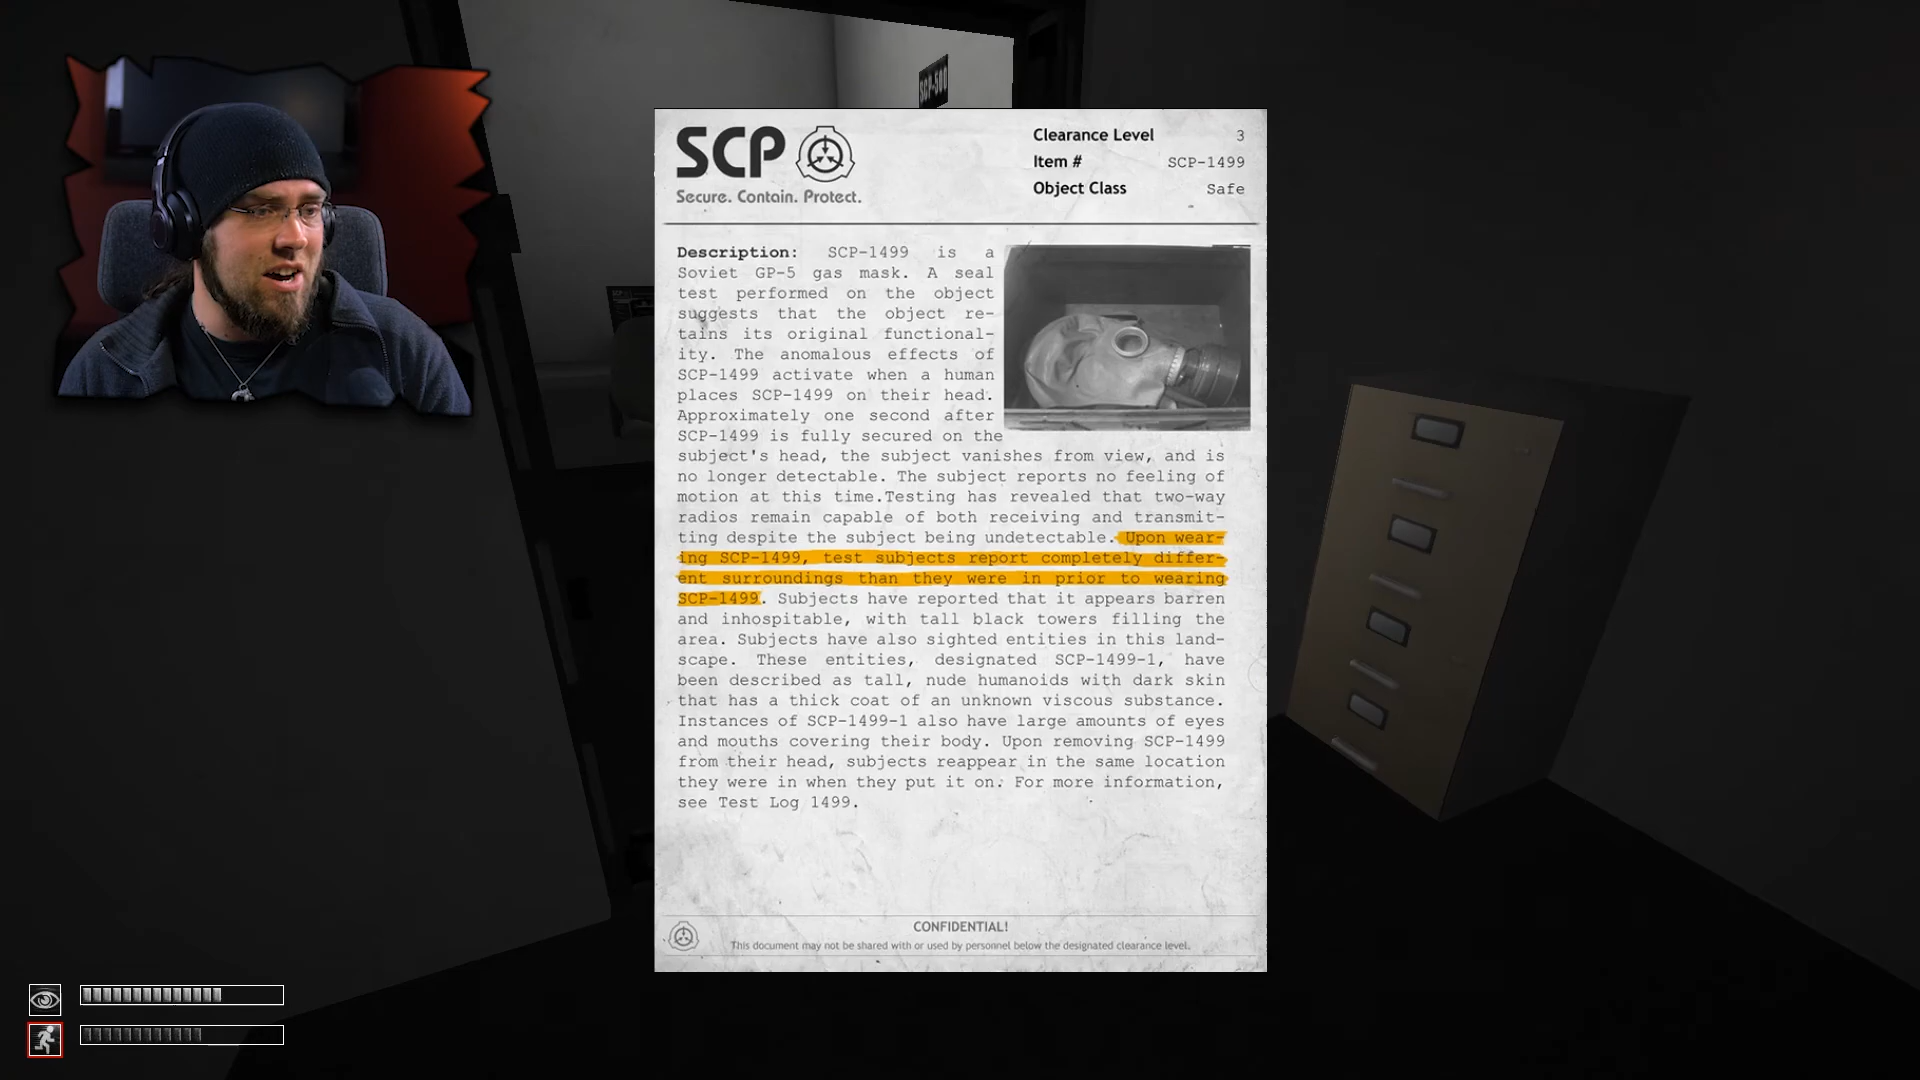 SCP-500
SCP
Secure. Contain. Protect.
Clearance Level 3
Item # SCP-1499
Object Class Safe
Description: SCP-1499 is a
Soviet GP-5 gas mask. A seal
test performed on the object
suggests that the object re-
tains its original functional-
ity. The anomalous effects of
SCP-1499 activate when a human
places SCP-1499 on their head.
Approximately one second after
SCP-1499 is fully secured on the
subject's head, the subject vanishes from view, and is
no longer detectable. The subject reports no feeling of
motion at this time.Testing has revealed that two-way
radios remain capable of both receiving and transmit-
ting despite the subject being undetectable. Upon wear-
ing SCP-1499, test subjects report completely differ-
ent surroundings than they were in prior to wearing
SCP-1499. Subjects have reported that it appears barren
and inhospitable, with tall black towers filling the
area. Subjects have also sighted entities in this land-
scape. These entities, designated SCP-1499-1, have
been described as tall, nude humanoids with dark skin
that has a thick coat of an unknown viscous substance.
Instances of SCP-1499-1 also have large amounts of eyes
and mouths covering their body. Upon removing SCP-1499
from their head, subjects reappear in the same location
they were in when they put it on. For more information,
see Test Log 1499.
CONFIDENTIAL!
This document may not be shared with or used by personnel below the designated clearance level.